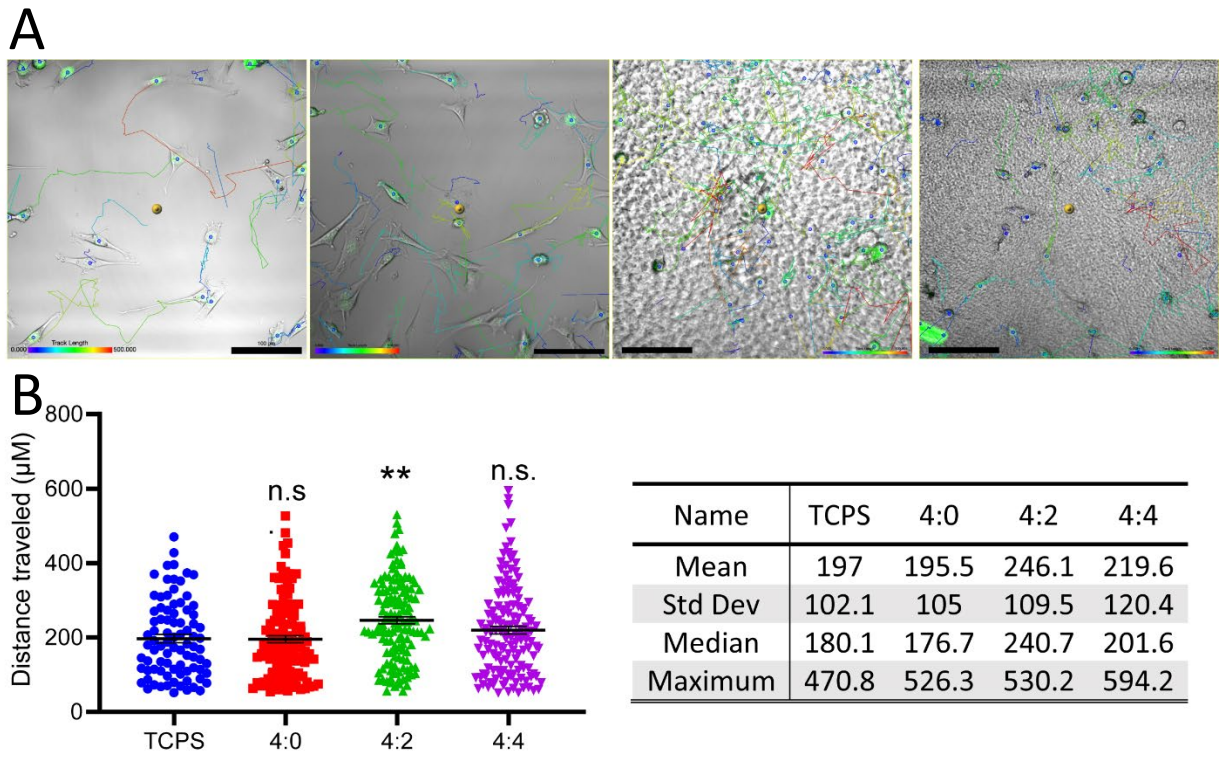 A
Track Length
0.000 500.000
100 µm
B
Distance traveled (µM)
800
600
400
200
0
n.s
.
**
n.s.
TCPS 4:0 4:2 4:4
Name TCPS 4:0 4:2 4:4
Mean 197 195.5 246.1 219.6
Std Dev 102.1 105 109.5 120.4
Median 180.1 176.7 240.7 201.6
Maximum 470.8 526.3 530.2 594.2